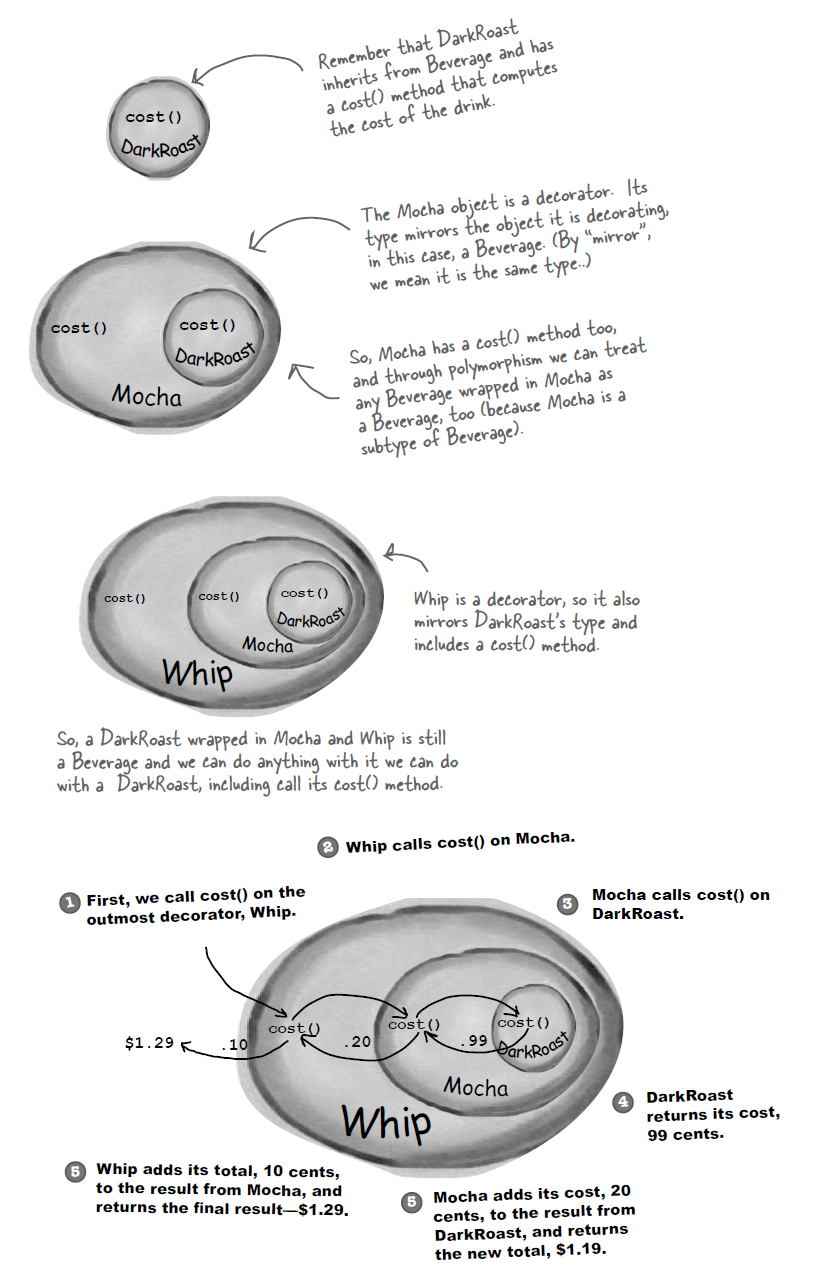 Remember that DarkRoast
inherits from Beverage and has
a cost() method that computes
the cost of the drink.
cost()
DarkRoast
The Mocha object is a decorator. Its
type mirrors the object it is decorating,
in this case, a Beverage. (By “mirror”,
we mean it is the same type..)
cost()
cost()
DarkRoast
Mocha
So, Mocha has a cost() method too,
and through polymorphism we can treat
any Beverage wrapped in Mocha as
a Beverage, too (because Mocha is a
subtype of Beverage).
cost()
cost()
cost()
DarkRoast
Mocha
Whip
Whip is a decorator, so it also
mirrors DarkRoast's type and
includes a cost() method.
So, a DarkRoast wrapped in Mocha and Whip is still
a Beverage and we can do anything with it we can do
with a DarkRoast, including call its cost() method.
2 Whip calls cost() on Mocha.
1 First, we call cost() on the
outmost decorator, Whip.
3 Mocha calls cost() on
DarkRoast.
$1.29
.10
cost()
.20
cost()
.99
cost()
DarkRoast
Mocha
Whip
4 DarkRoast
returns its cost,
99 cents.
5 Whip adds its total, 10 cents,
to the result from Mocha, and
returns the final result—$1.29.
5 Mocha adds its cost, 20
cents, to the result from
DarkRoast, and returns
the new total, $1.19.